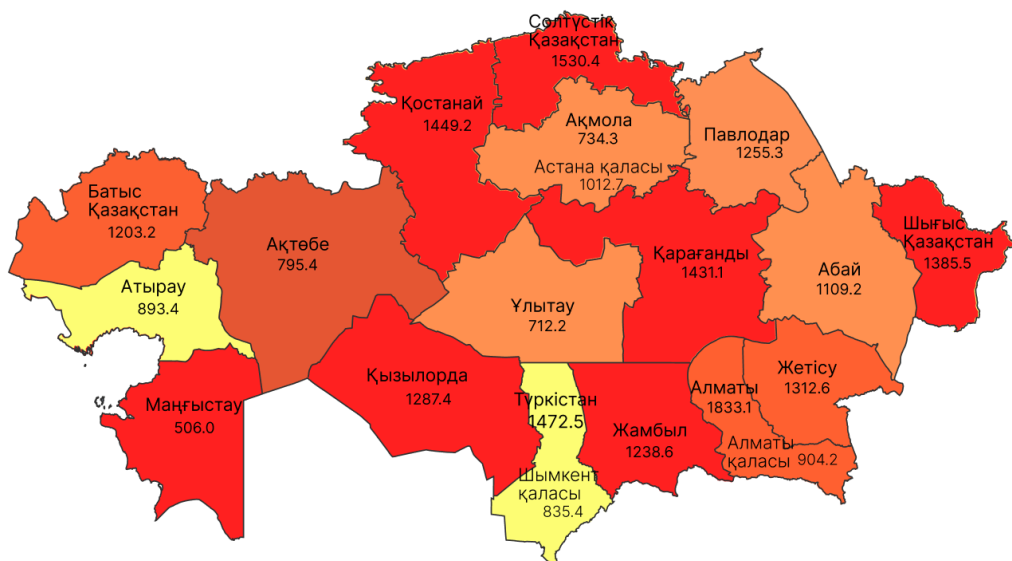 Солтүстік
Қазақстан
1530.4
Қостанай
1449.2
Ақмола
734.3
Астана қаласы
1012.7
Павлодар
1255.3
Батыс
Қазақстан
1203.2
Ақтөбе
795.4
Атырау
893.4
Ұлытау
712.2
Қарағанды
1431.1
Абай
1109.2
Шығыс
Қазақстан
1385.5
Маңғыстау
506.0
Қызылорда
1287.4
Түркістан
1472.5
Шымкент
қаласы
835.4
Жамбыл
1238.6
Алматы
1833.1
Жетісу
1312.6
Алматы
қаласы 904.2